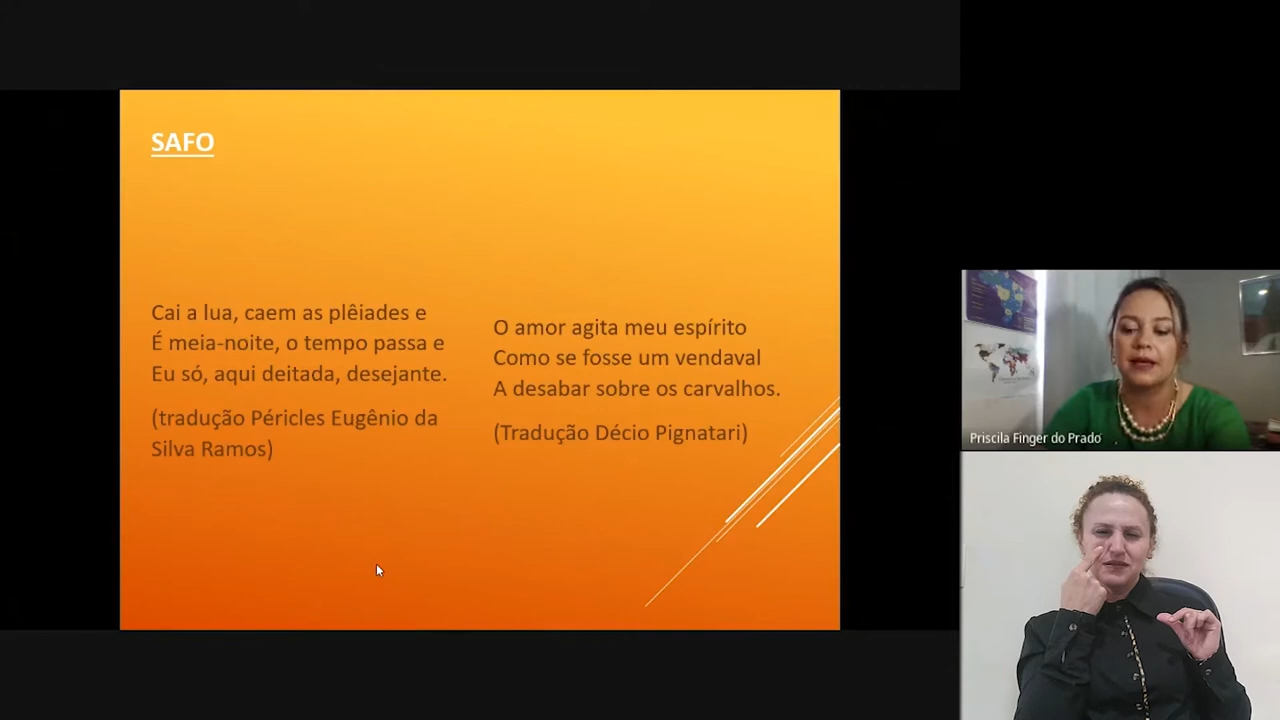 SAFO
Cai a lua, caem as plêiades e
É meia-noite, o tempo passa e
Eu só, aqui deitada, desejante.
(tradução Péricles Eugênio da
Silva Ramos)
O amor agita meu espírito
Como se fosse um vendaval
A desabar sobre os carvalhos.
(Tradução Décio Pignatari)
Priscila Finger do Prado